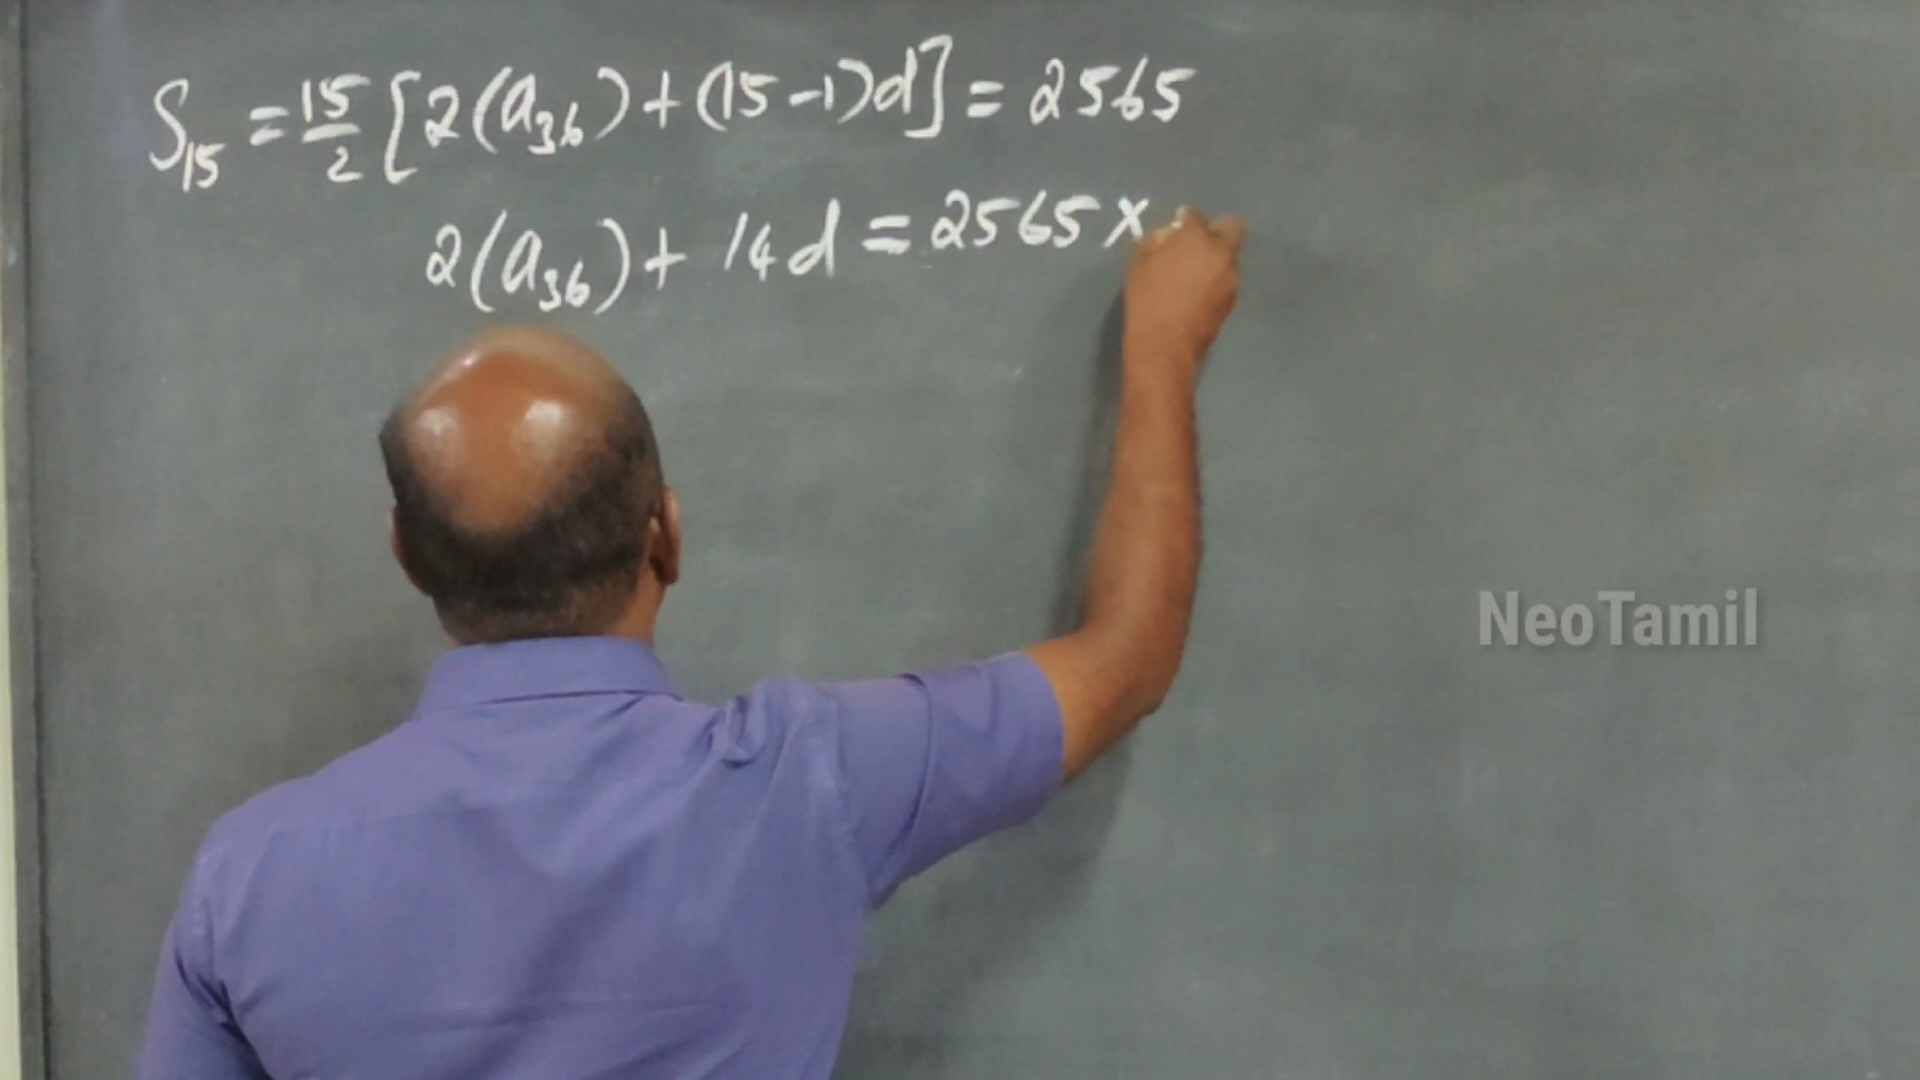 S₁₅ = 15/2 [2(a₃₆) + (15-1)d] = 2565
2(a₃₆) + 14d = 2565 ×
NeoTamil